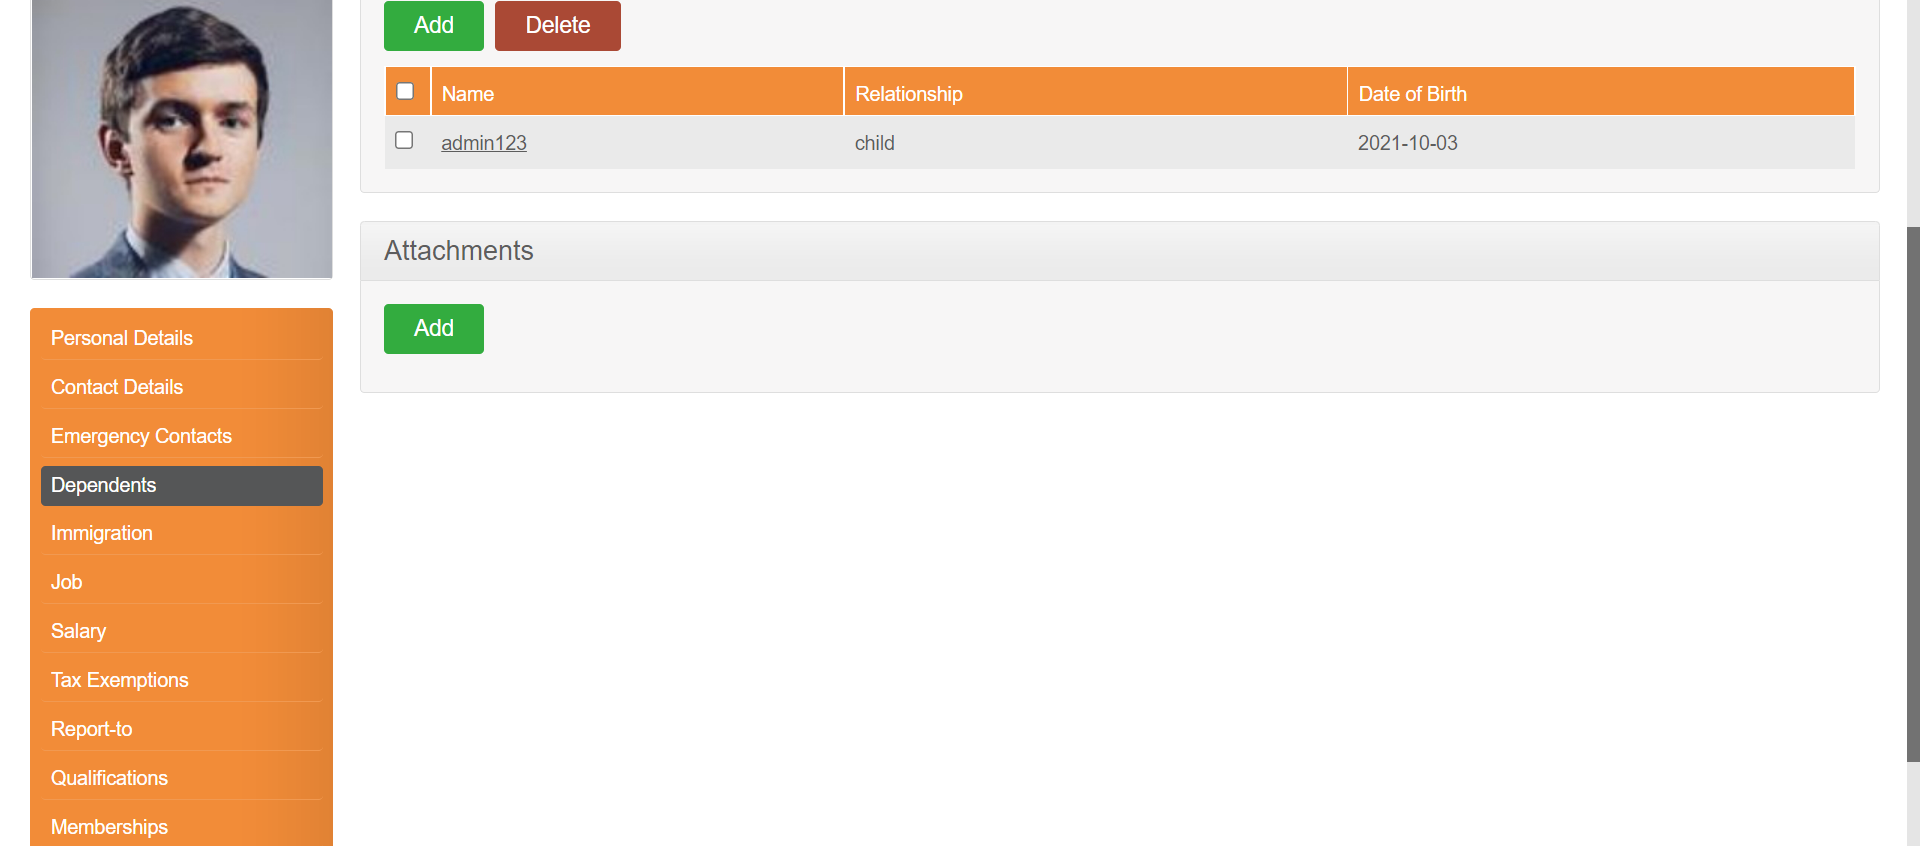 Add Delete
Name Relationship Date of Birth
admin123 child 2021-10-03
Attachments
Add
Personal Details
Contact Details
Emergency Contacts
Dependents
Immigration
Job
Salary
Tax Exemptions
Report-to
Qualifications
Memberships